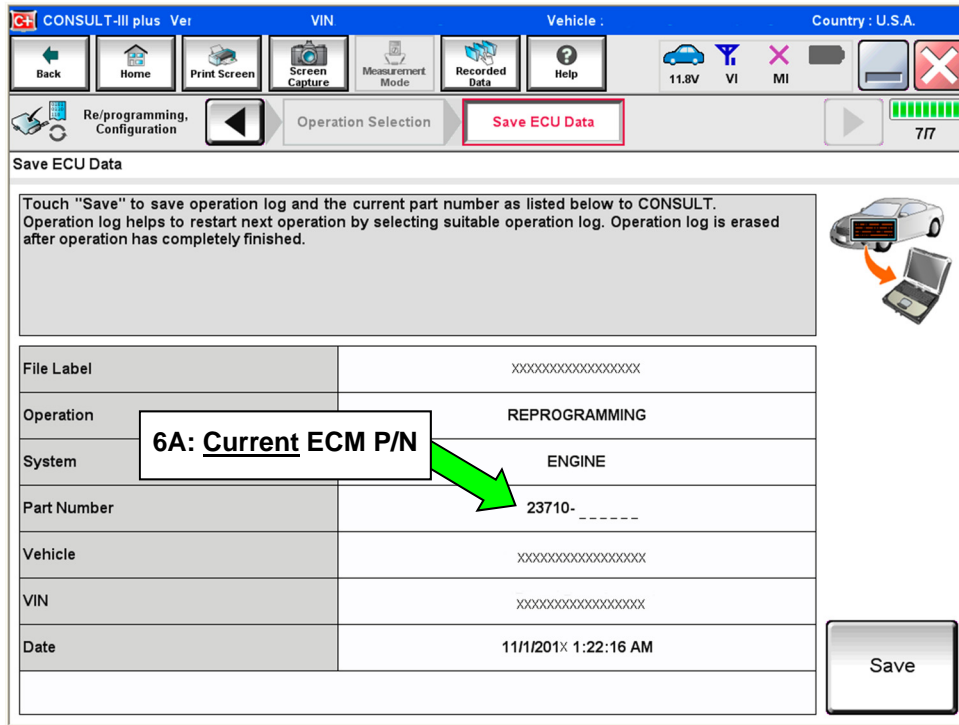 C+ CONSULT-III plus Ver VIN Vehicle : Country : U.S.A.
Back
Home
Print Screen
Screen Capture
Measurement Mode
Recorded Data
Help
11.8V VI MI
Re/programming, Configuration
Operation Selection
Save ECU Data
7/7
Save ECU Data
Touch "Save" to save operation log and the current part number as listed below to CONSULT.
Operation log helps to restart next operation by selecting suitable operation log. Operation log is erased
after operation has completely finished.
File Label XXXXXXXXXXXXXXXXX
Operation REPROGRAMMING
6A: Current ECM P/N
System ENGINE
Part Number 23710-_ _ _ _ _ _
Vehicle XXXXXXXXXXXXXXXXX
VIN XXXXXXXXXXXXXXXXX
Date 11/1/201X 1:22:16 AM
Save